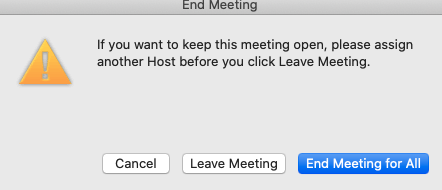 End Meeting
If you want to keep this meeting open, please assign
another Host before you click Leave Meeting.
Cancel
Leave Meeting
End Meeting for All